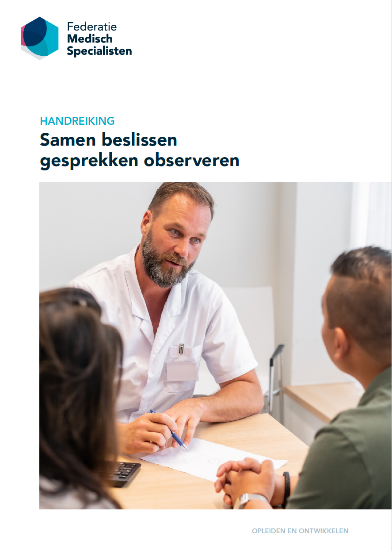 Federatie
Medisch
Specialisten
HANDREIKING
Samen beslissen
gesprekken observeren
OPLEIDEN EN ONTWIKKELEN